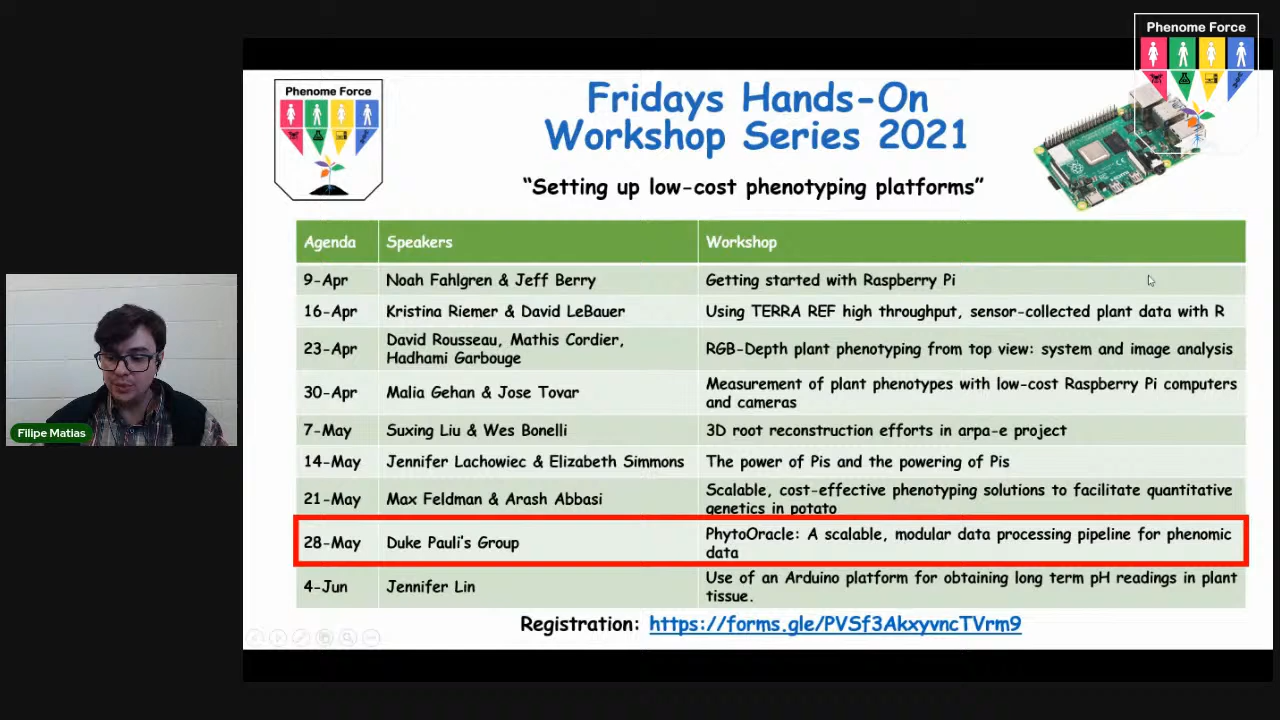 Phenome Force
Phenome Force
Fridays Hands-On
Workshop Series 2021
“Setting up low-cost phenotyping platforms”
Agenda Speakers Workshop
9-Apr Noah Fahlgren & Jeff Berry Getting started with Raspberry Pi
16-Apr Kristina Riemer & David LeBauer Using TERRA REF high throughput, sensor-collected plant data with R
23-Apr David Rousseau, Mathis Cordier,
Hadhami Garbouge RGB-Depth plant phenotyping from top view: system and image analysis
30-Apr Malia Gehan & Jose Tovar Measurement of plant phenotypes with low-cost Raspberry Pi computers
and cameras
7-May Suxing Liu & Wes Bonelli 3D root reconstruction efforts in arpa-e project
14-May Jennifer Lachowiec & Elizabeth Simmons The power of Pis and the powering of Pis
21-May Max Feldman & Arash Abbasi Scalable, cost-effective phenotyping solutions to facilitate quantitative
genetics in potato
28-May Duke Pauli's Group PhytoOracle: A scalable, modular data processing pipeline for phenomic
data
4-Jun Jennifer Lin Use of an Arduino platform for obtaining long term pH readings in plant
tissue.
Registration: https://forms.gle/PVSf3AkxyvncTVrm9
Filipe Matias